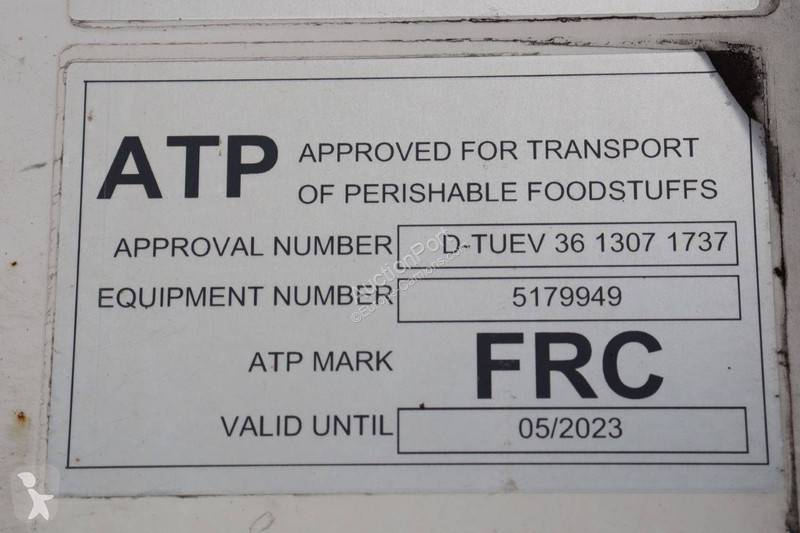 ATP APPROVED FOR TRANSPORT
OF PERISHABLE FOODSTUFFS
APPROVAL NUMBER D-TUEV 36 1307 1737
EQUIPMENT NUMBER 5179949
ATP MARK FRC
VALID UNTIL 05/2023
AuctionPort